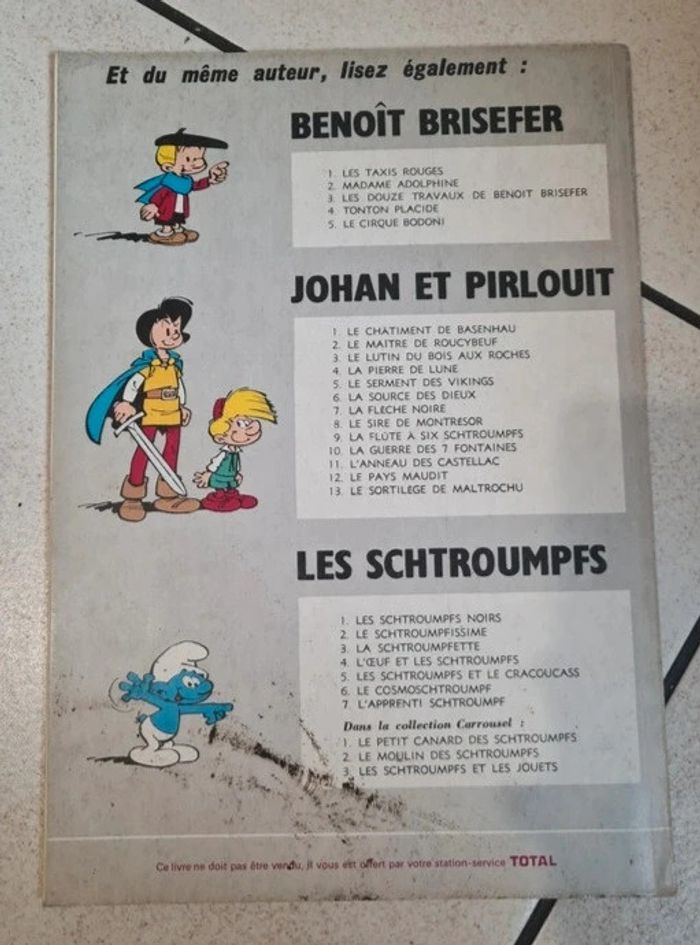 Et du même auteur, lisez également :
BENOÎT BRISEFER
1. LES TAXIS ROUGES
2. MADAME ADOLPHINE
3. LES DOUZE TRAVAUX DE BENOIT BRISEFER
4. TONTON PLACIDE
5. LE CIRQUE BODONI
JOHAN ET PIRLOUIT
1. LE CHATIMENT DE BASENHAU
2. LE MAITRE DE ROUCYBEUF
3. LE LUTIN DU BOIS AUX ROCHES
4. LA PIERRE DE LUNE
5. LE SERMENT DES VIKINGS
6. LA SOURCE DES DIEUX
7. LA FLECHE NOIRE
8. LE SIRE DE MONTRESOR
9. LA FLUTE A SIX SCHTROUMPFS
10. LA GUERRE DES 7 FONTAINES
11. L'ANNEAU DES CASTELLAC
12. LE PAYS MAUDIT
13. LE SORTILEGE DE MALTROCHU
LES SCHTROUMPFS
1. LES SCHTROUMPFS NOIRS
2. LE SCHTROUMPFISSIME
3. LA SCHTROUMPFETTE
4. L'ŒUF ET LES SCHTROUMPFS
5. LES SCHTROUMPFS ET LE CRACOUCASS
6. LE COSMOSCHTROUMPF
7. L'APPRENTI SCHTROUMPF
Dans la collection Carrousel :
1. LE PETIT CANARD DES SCHTROUMPFS
2. LE MOULIN DES SCHTROUMPFS
3. LES SCHTROUMPFS ET LES JOUETS
Ce livre ne doit pas être vendu, il vous est offert par votre station-service TOTAL